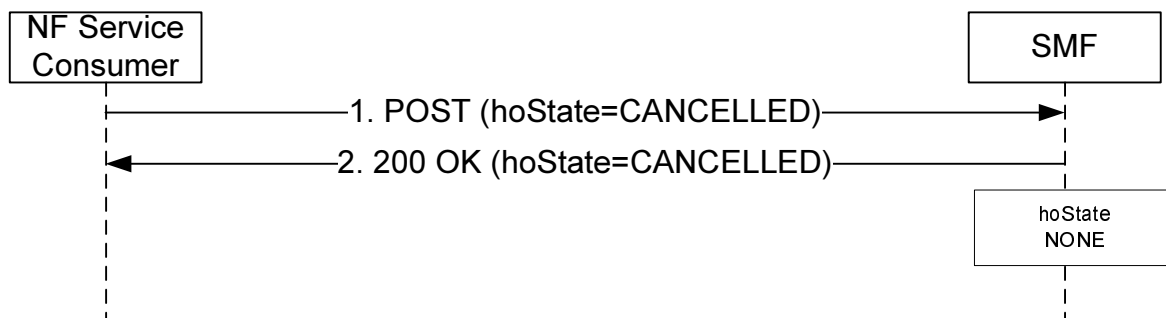 NF Service
Consumer
SMF
1. POST (hoState=CANCELLED)
2. 200 OK (hoState=CANCELLED)
hoState
NONE